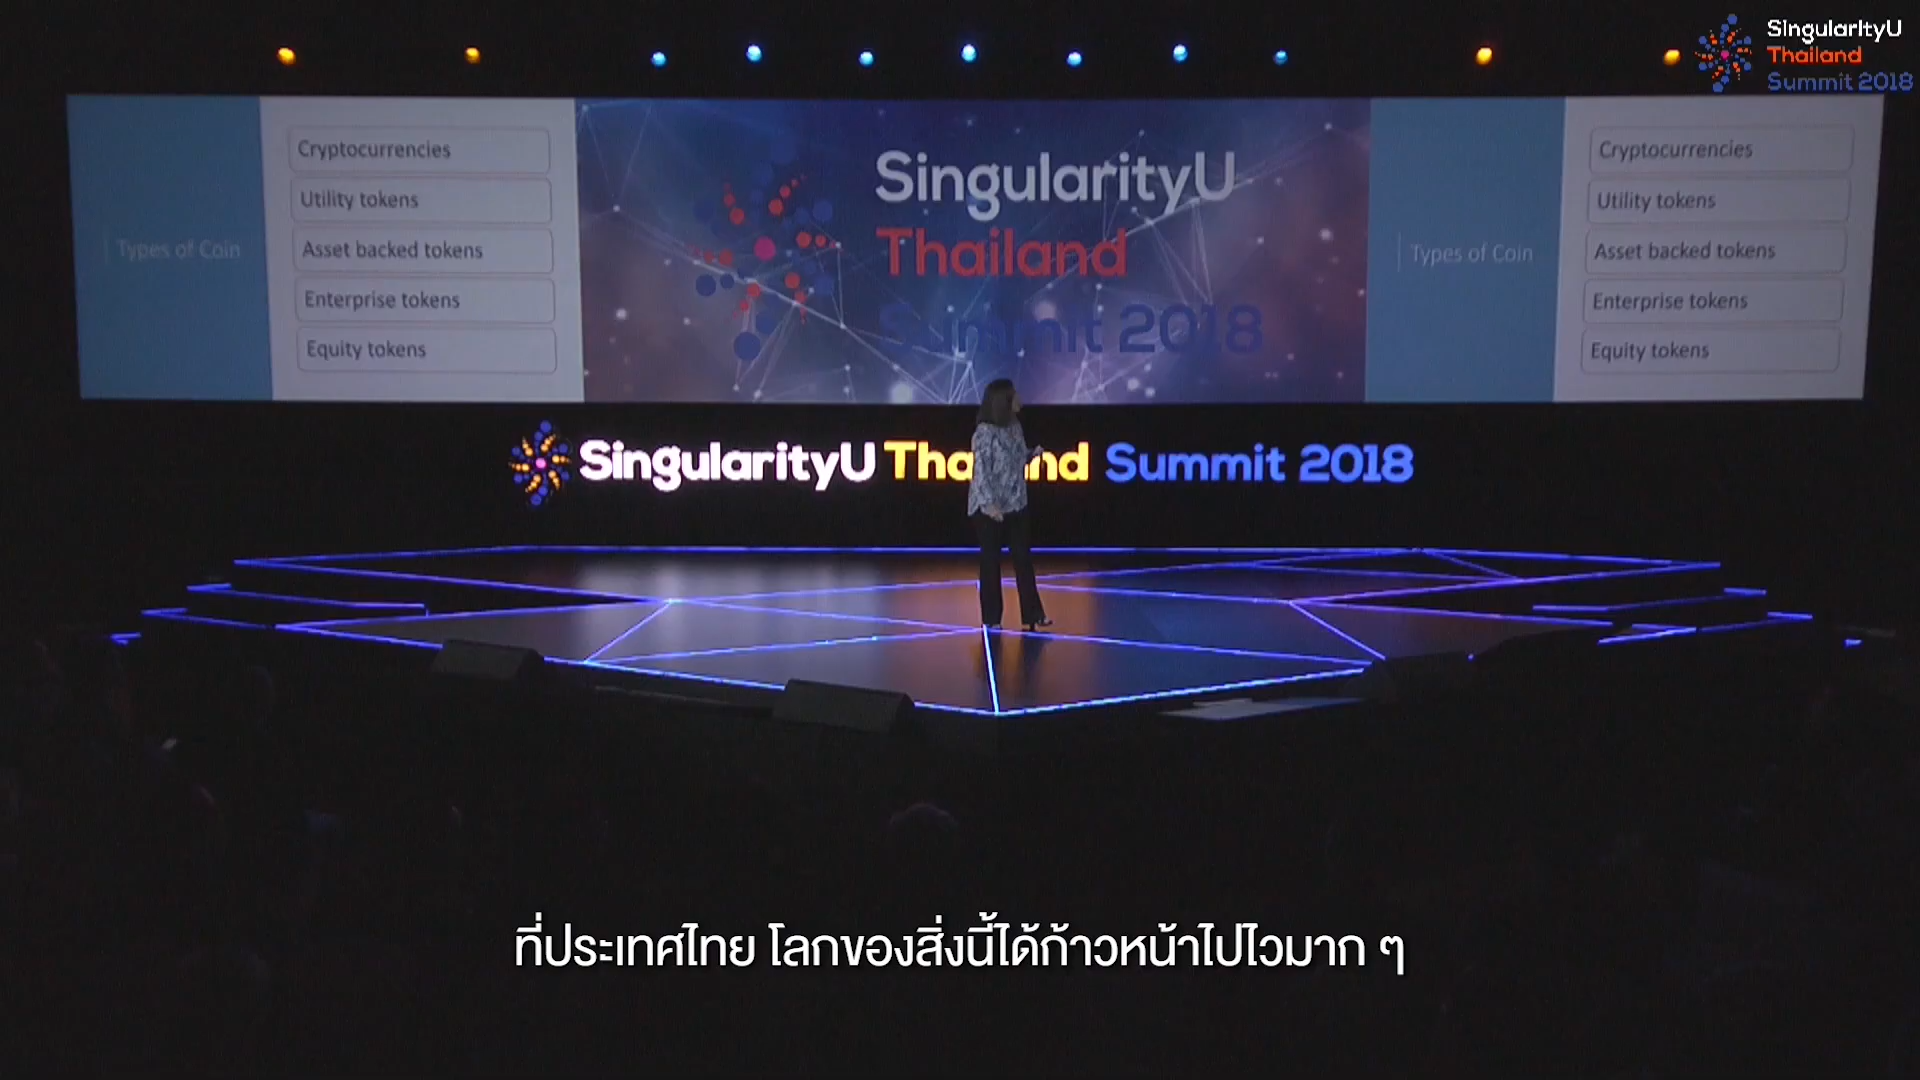 SingularityU
Thailand
Summit 2018
Types of Coin
Cryptocurrencies
Utility tokens
Asset backed tokens
Enterprise tokens
Equity tokens
SingularityU
Thailand
Summit 2018
Types of Coin
Cryptocurrencies
Utility tokens
Asset backed tokens
Enterprise tokens
Equity tokens
SingularityU Thailand Summit 2018
ที่ประเทศไทย โลกของสิ่งนี้ได้ก้าวหน้าไปไวมาก ๆ